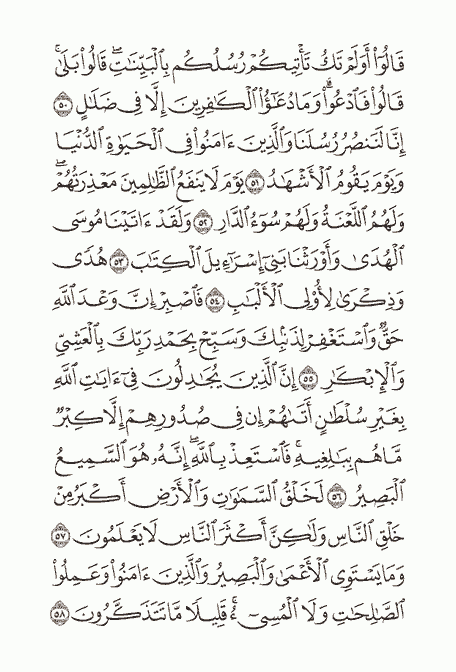 قَالُوٓا۟ أَوَلَمْ تَكُ تَأْتِيكُمْ رُسُلُكُم بِٱلْبَيِّنَٰتِ ۖ قَالُوا۟ بَلَىٰ ۚ
قَالُوا۟ فَٱدْعُوا۟ ۗ وَمَا دُعَٰٓؤُا۟ ٱلْكَٰفِرِينَ إِلَّا فِى ضَلَٰلٍ ٥٠
إِنَّا لَنَنصُرُ رُسُلَنَا وَٱلَّذِينَ ءَامَنُوا۟ فِى ٱلْحَيَوٰةِ ٱلدُّنْيَا
وَيَوْمَ يَقُومُ ٱلْأَشْهَٰدُ ٥١ يَوْمَ لَا يَنفَعُ ٱلظَّٰلِمِينَ مَعْذِرَتُهُمْ ۖ
وَلَهُمُ ٱللَّعْنَةُ وَلَهُمْ سُوٓءُ ٱلدَّارِ ٥٢ وَلَقَدْ ءَاتَيْنَا مُوسَى
ٱلْهُدَىٰ وَأَوْرَثْنَا بَنِىٓ إِسْرَٰٓءِيلَ ٱلْكِتَٰبَ ٥٣ هُدًى
وَذِكْرَىٰ لِأُو۟لِى ٱلْأَلْبَٰبِ ٥٤ فَٱصْبِرْ إِنَّ وَعْدَ ٱللَّهِ
حَقٌّ وَٱسْتَغْفِرْ لِذَنۢبِكَ وَسَبِّحْ بِحَمْدِ رَبِّكَ بِٱلْعَشِىِّ
وَٱلْإِبْكَٰرِ ٥٥ إِنَّ ٱلَّذِينَ يُجَٰدِلُونَ فِىٓ ءَايَٰتِ ٱللَّهِ
بِغَيْرِ سُلْطَٰنٍ أَتَىٰهُمْ ۙ إِن فِى صُدُورِهِمْ إِلَّا كِبْرٌ
مَّا هُم بِبَٰلِغِيهِ ۚ فَٱسْتَعِذْ بِٱللَّهِ ۖ إِنَّهُۥ هُوَ ٱلسَّمِيعُ
ٱلْبَصِيرُ ٥٦ لَخَلْقُ ٱلسَّمَٰوَٰتِ وَٱلْأَرْضِ أَكْبَرُ مِنْ
خَلْقِ ٱلنَّاسِ وَلَٰكِنَّ أَكْثَرَ ٱلنَّاسِ لَا يَعْلَمُونَ ٥٧
وَمَا يَسْتَوِى ٱلْأَعْمَىٰ وَٱلْبَصِيرُ وَٱلَّذِينَ ءَامَنُوا۟ وَعَمِلُوا۟
ٱلصَّٰلِحَٰتِ وَلَا ٱلْمُسِىٓءُ ۚ قَلِيلًا مَّا تَتَذَكَّرُونَ ٥٨